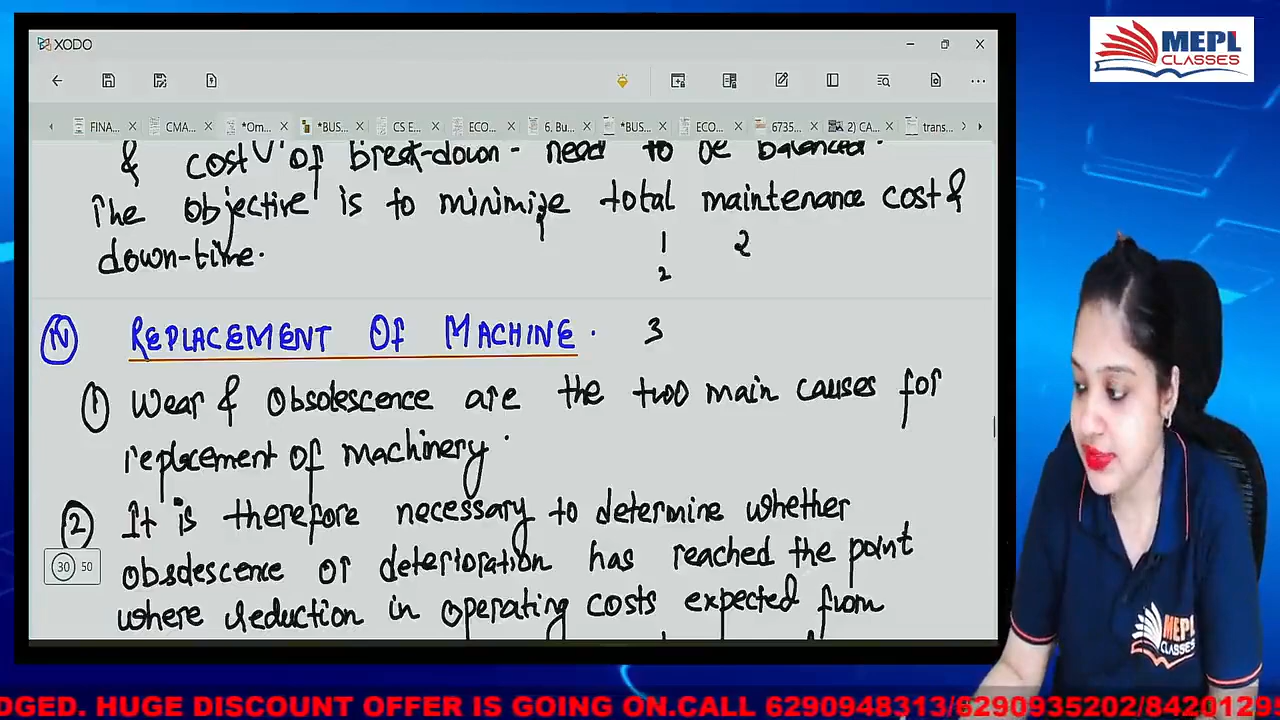 XODO
MEPL
CLASSES
FINA...
CMA...
*Om...
*BUS...
CS E...
ECO...
6. Bu...
*BUS...
ECO...
6735...
2) CA...
trans...
& cost of break-down - need to be balanced.
The objective is to minimize total maintenance cost &
1 2
down-time.
2
IV REPLACEMENT OF MACHINE. 3
1 Wear & Obsolescence are the two main causes for
replacement of machinery.
2 It is therefore necessary to determine whether
30 50
obsolescence or deterioration has reached the point
where reduction in operating costs expected from
MEPL
CLASSES
DGED. HUGE DISCOUNT OFFER IS GOING ON.CALL 6290948313/6290935202/84201293